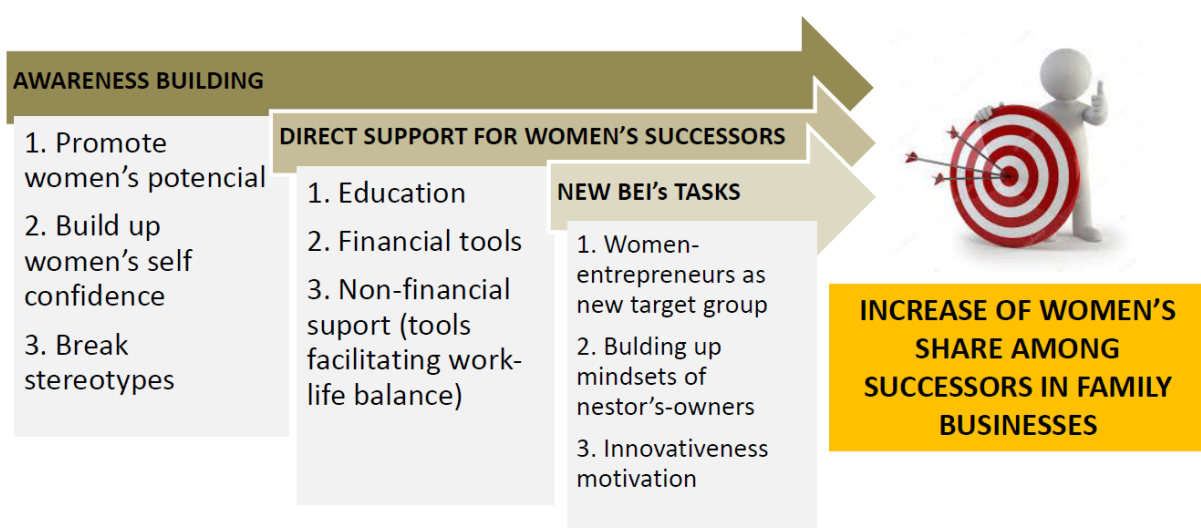 AWARENESS BUILDING
1. Promote
women's potencial
2. Build up
women's self
confidence
3. Break
stereotypes
DIRECT SUPPORT FOR WOMEN'S SUCCESSORS
1. Education
2. Financial tools
3. Non-financial
suport (tools
facilitating work-
life balance)
NEW BEI's TASKS
1. Women-
entrepreneurs as
new target group
2. Bulding up
mindsets of
nestor's-owners
3. Innovativeness
motivation
INCREASE OF WOMEN'S
SHARE AMONG
SUCCESSORS IN FAMILY
BUSINESSES